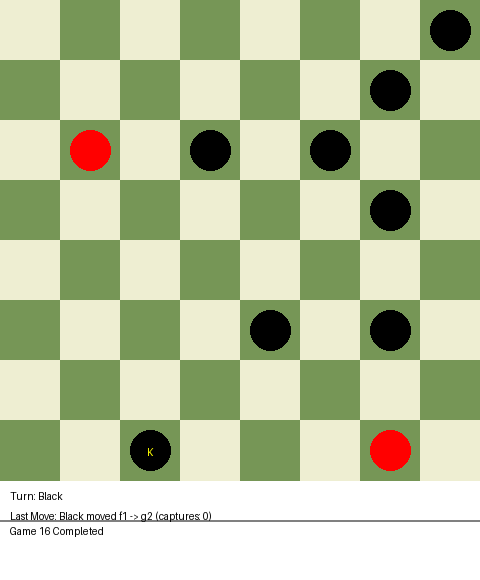 K
Turn: Black
Last Move: Black moved f1 -> g2 (captures: 0)
Game 16 Completed